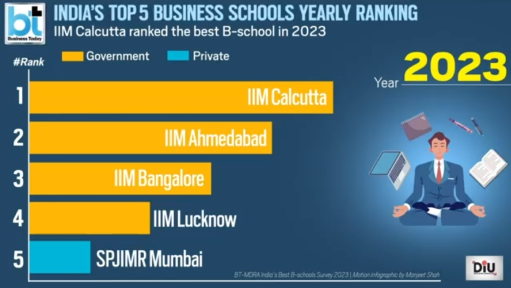 bt
Business Today
INDIA'S TOP 5 BUSINESS SCHOOLS YEARLY RANKING
IIM Calcutta ranked the best B-school in 2023
#Rank
Government
Private
Year 2023
1 IIM Calcutta
2 IIM Ahmedabad
3 IIM Bangalore
4 IIM Lucknow
5 SPJIMR Mumbai
BT-MDRA India's Best B-schools Survey 2023 | Motion infographic by Manjeet Shah
DiU